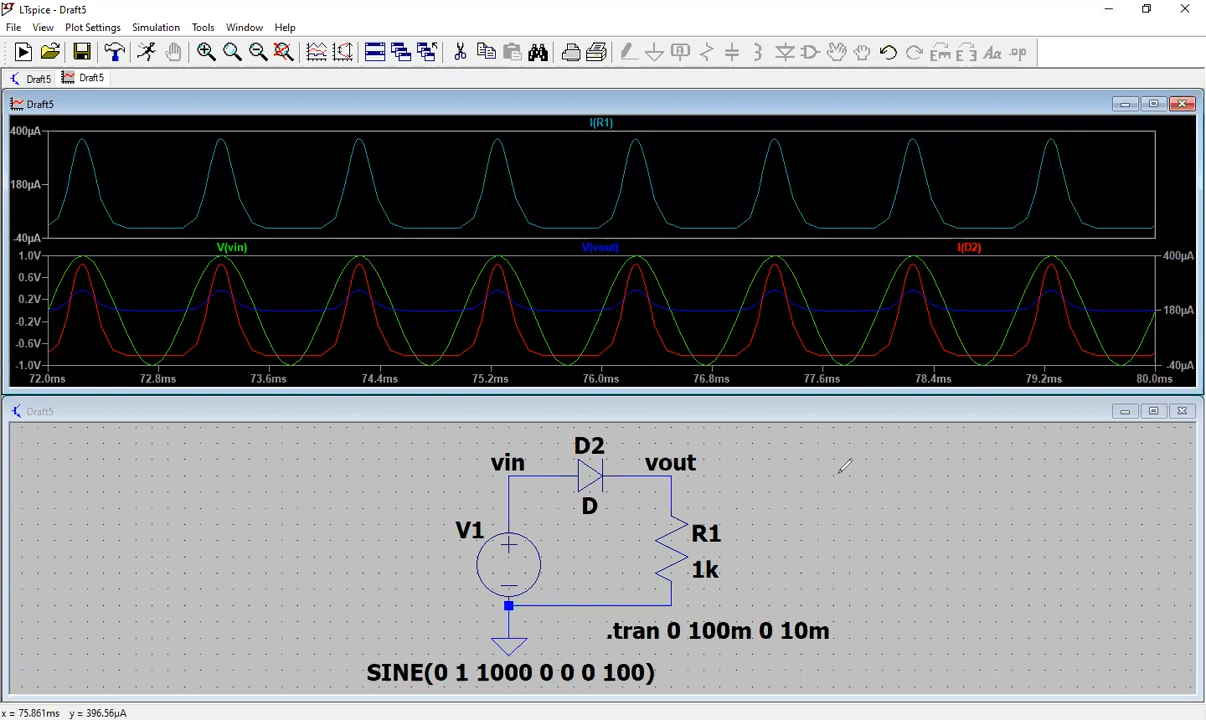 LTspice - Draft5
File View Plot Settings Simulation Tools Window Help
.op
Draft5 Draft5
Draft5
I(R1)
400µA
180µA
-40µA
V(vin) V(vout) I(D2)
1.0V 400µA
0.6V
0.2V
-0.2V 180µA
-0.6V
-1.0V -40µA
72.0ms 72.8ms 73.6ms 74.4ms 75.2ms 76.0ms 76.8ms 77.6ms 78.4ms 79.2ms 80.0ms
Draft5
D2
vin vout
D
V1 R1
1k
.tran 0 100m 0 10m
SINE(0 1 1000 0 0 0 100)
x = 75.861ms y = 396.56µA